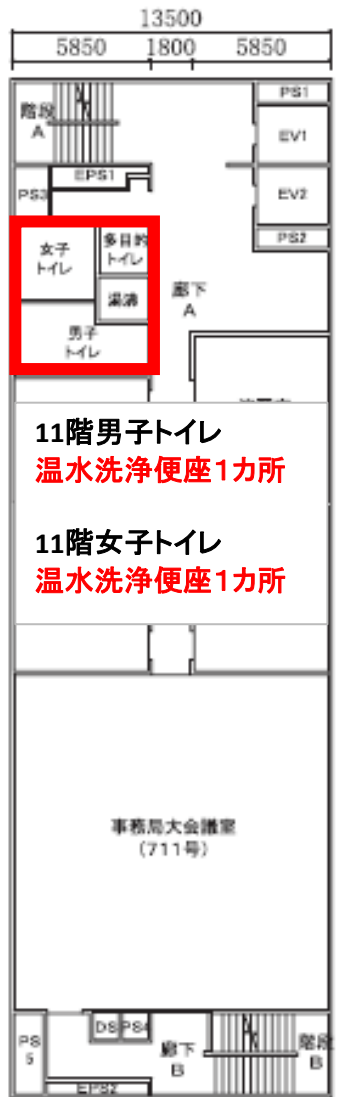 13500
5850 1800 5850
階段
A
PS1
EV1
EPS1
PS3
EV2
PS2
女子
トイレ
多目的
トイレ
湯沸
廊下
A
男子
トイレ
11階男子トイレ
温水洗浄便座１カ所
11階女子トイレ
温水洗浄便座１カ所
事務局大会議室
(711号)
PS
5
DS PS4
廊下
B
階段
B
EPS2